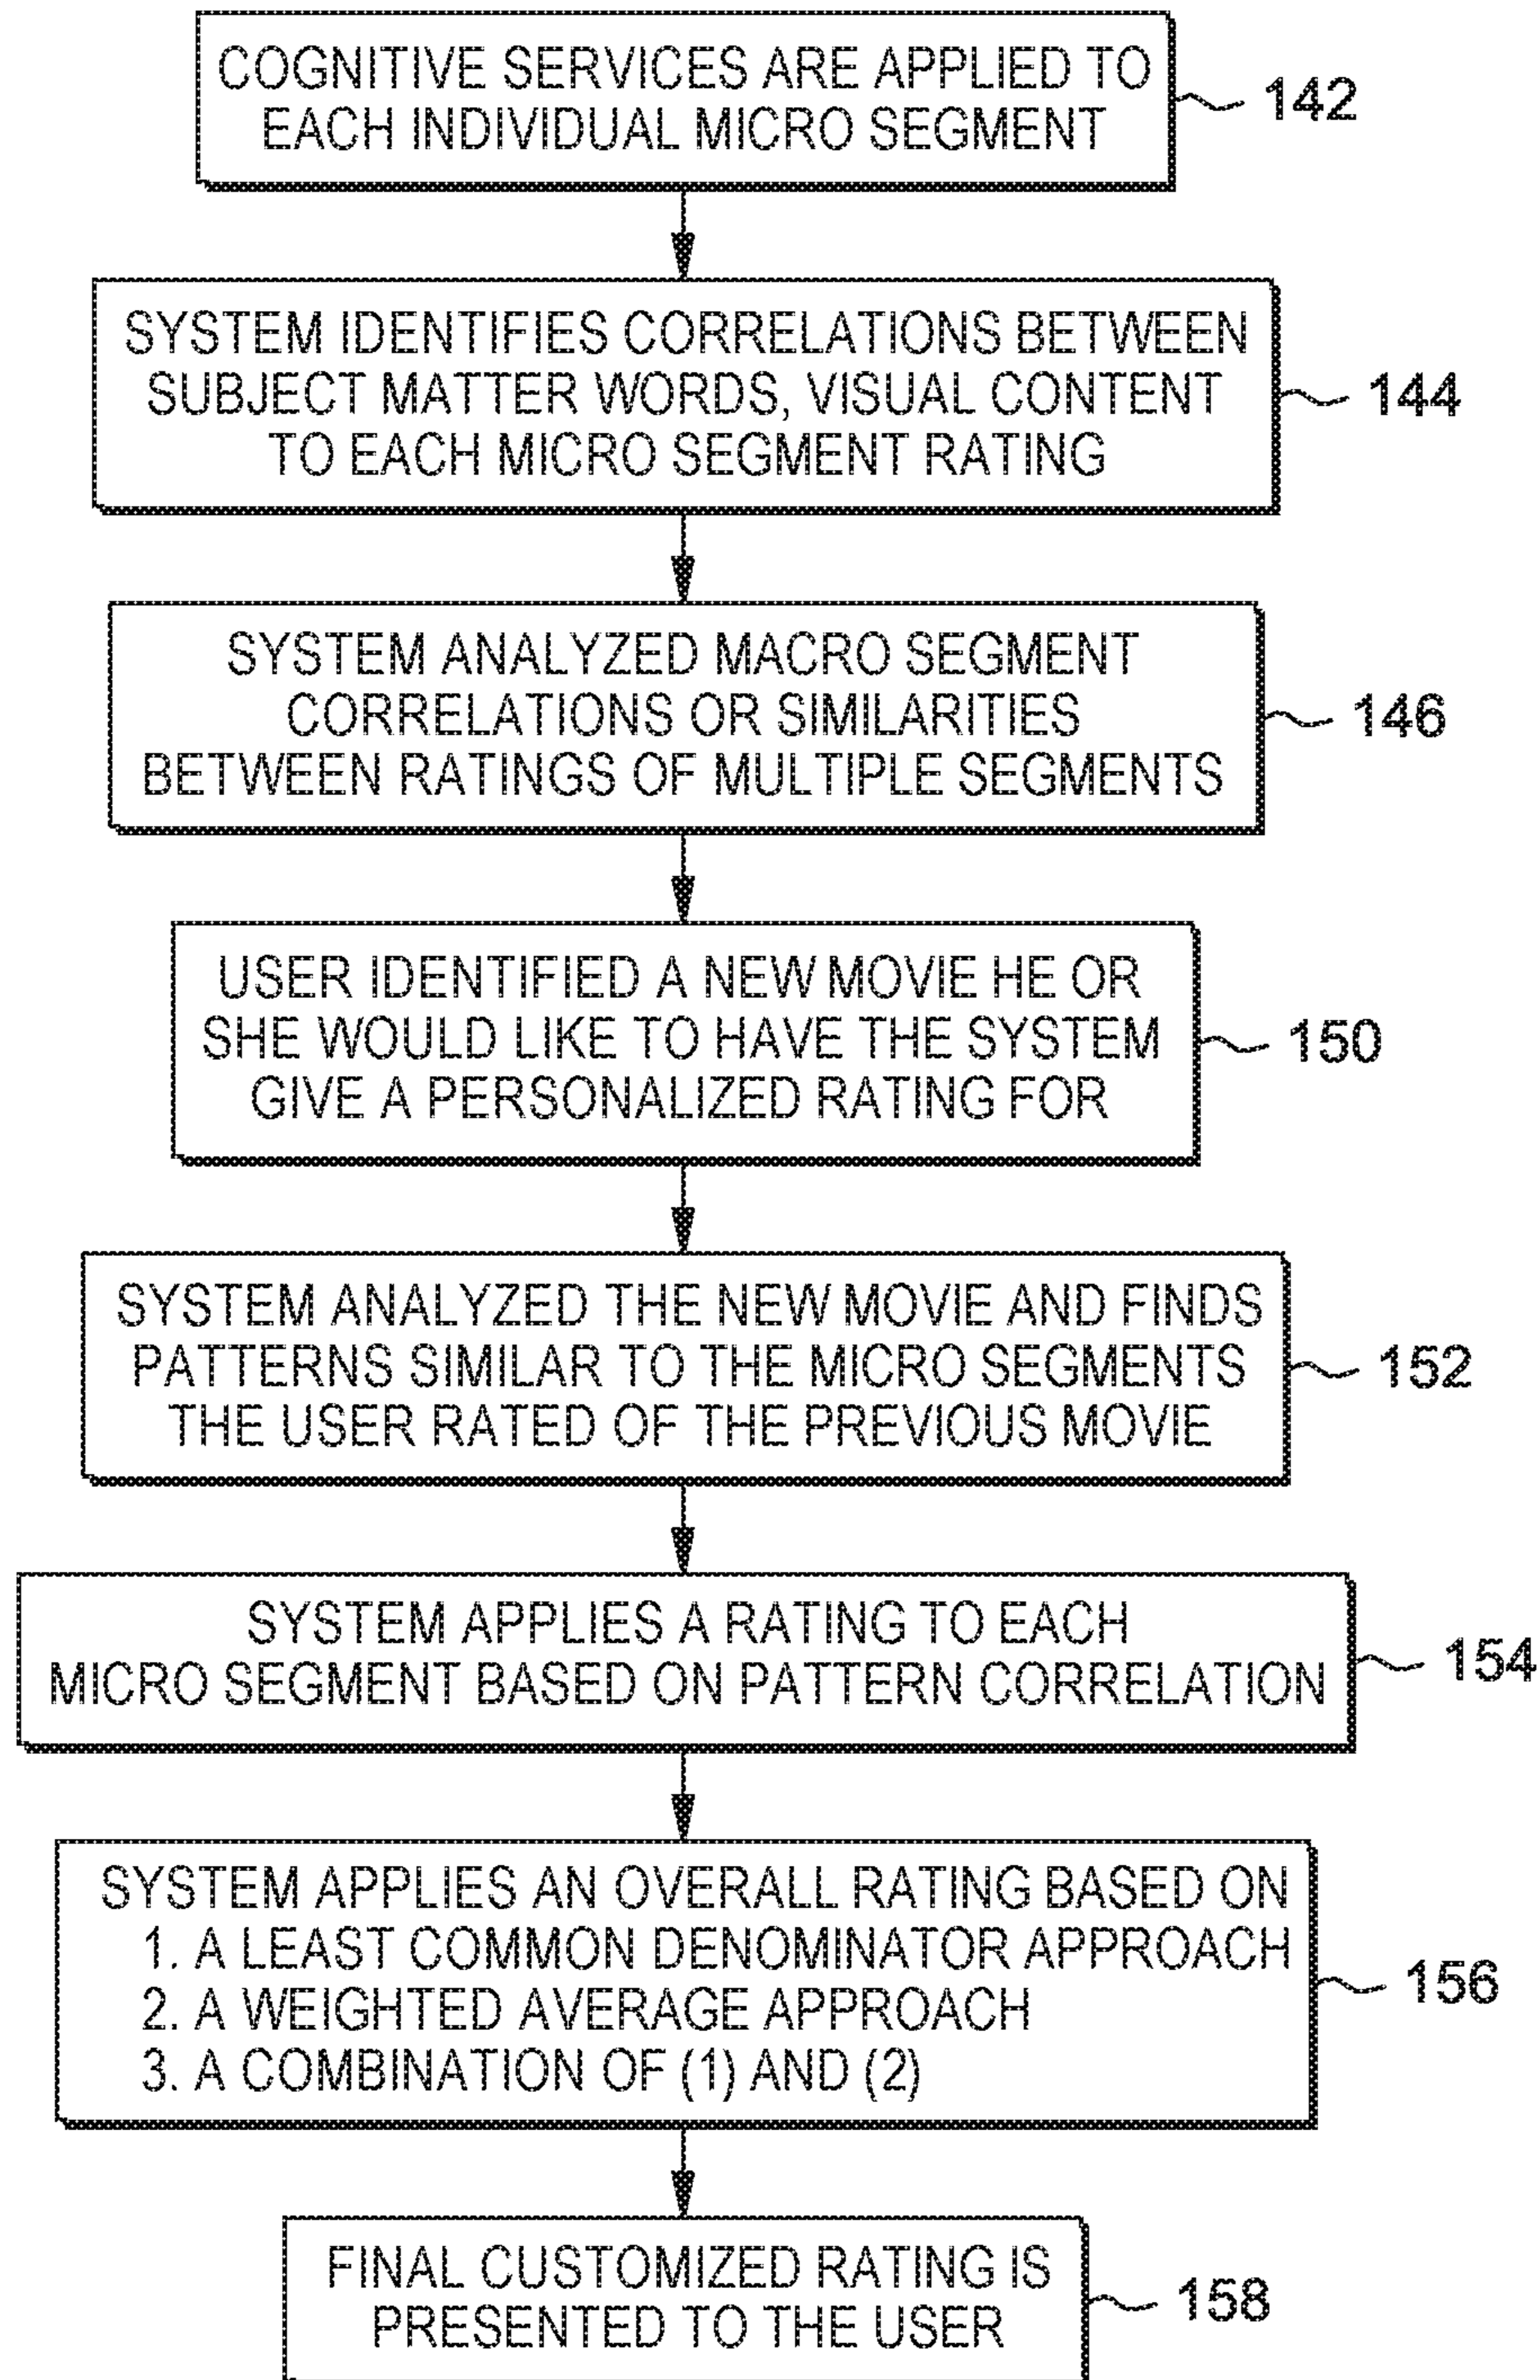 COGNITIVE SERVICES ARE APPLIED TO
EACH INDIVIDUAL MICRO SEGMENT
142
SYSTEM IDENTIFIES CORRELATIONS BETWEEN
SUBJECT MATTER WORDS, VISUAL CONTENT
TO EACH MICRO SEGMENT RATING
144
SYSTEM ANALYZED MACRO SEGMENT
CORRELATIONS OR SIMILARITIES
BETWEEN RATINGS OF MULTIPLE SEGMENTS
146
USER IDENTIFIED A NEW MOVIE HE OR
SHE WOULD LIKE TO HAVE THE SYSTEM
GIVE A PERSONALIZED RATING FOR
150
SYSTEM ANALYZED THE NEW MOVIE AND FINDS
PATTERNS SIMILAR TO THE MICRO SEGMENTS
THE USER RATED OF THE PREVIOUS MOVIE
152
SYSTEM APPLIES A RATING TO EACH
MICRO SEGMENT BASED ON PATTERN CORRELATION
154
SYSTEM APPLIES AN OVERALL RATING BASED ON
1. A LEAST COMMON DENOMINATOR APPROACH
2. A WEIGHTED AVERAGE APPROACH
3. A COMBINATION OF (1) AND (2)
156
FINAL CUSTOMIZED RATING IS
PRESENTED TO THE USER
158